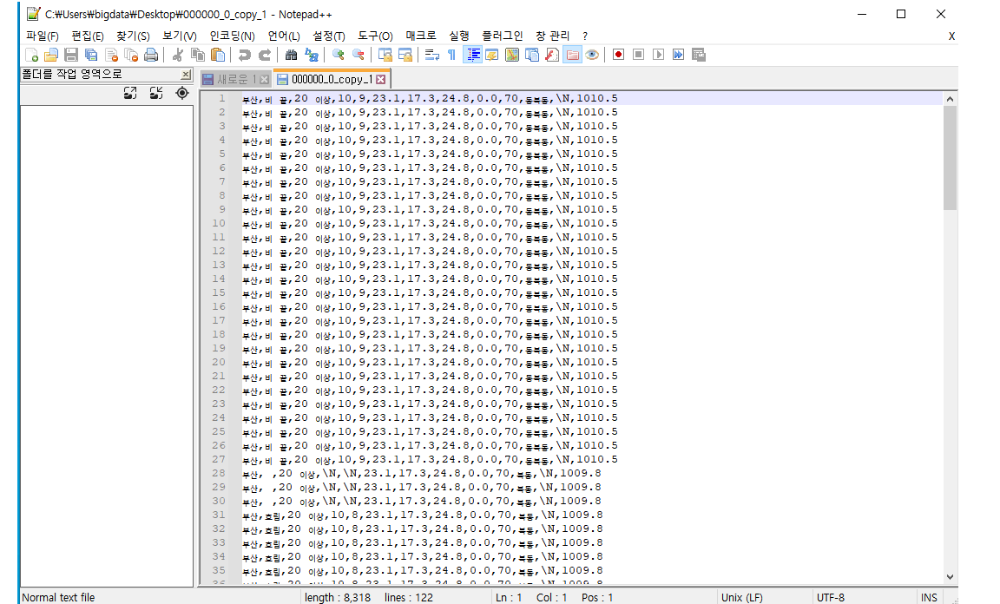 C:₩Users₩bigdata₩Desktop₩000000_0_copy_1 - Notepad++
파일(F) 편집(E) 찾기(S) 보기(V) 인코딩(N) 언어(L) 설정(T) 도구(O) 매크로 실행 플러그인 창 관리 ? X
폴더를 작업 영역으로
새로운 1 000000_0_copy_1
1 부산,비 끝,20 이상,10,9,23.1,17.3,24.8,0.0,70,동북동,\N,1010.5
2 부산,비 끝,20 이상,10,9,23.1,17.3,24.8,0.0,70,동북동,\N,1010.5
3 부산,비 끝,20 이상,10,9,23.1,17.3,24.8,0.0,70,동북동,\N,1010.5
4 부산,비 끝,20 이상,10,9,23.1,17.3,24.8,0.0,70,동북동,\N,1010.5
5 부산,비 끝,20 이상,10,9,23.1,17.3,24.8,0.0,70,동북동,\N,1010.5
6 부산,비 끝,20 이상,10,9,23.1,17.3,24.8,0.0,70,동북동,\N,1010.5
7 부산,비 끝,20 이상,10,9,23.1,17.3,24.8,0.0,70,동북동,\N,1010.5
8 부산,비 끝,20 이상,10,9,23.1,17.3,24.8,0.0,70,동북동,\N,1010.5
9 부산,비 끝,20 이상,10,9,23.1,17.3,24.8,0.0,70,동북동,\N,1010.5
10 부산,비 끝,20 이상,10,9,23.1,17.3,24.8,0.0,70,동북동,\N,1010.5
11 부산,비 끝,20 이상,10,9,23.1,17.3,24.8,0.0,70,동북동,\N,1010.5
12 부산,비 끝,20 이상,10,9,23.1,17.3,24.8,0.0,70,동북동,\N,1010.5
13 부산,비 끝,20 이상,10,9,23.1,17.3,24.8,0.0,70,동북동,\N,1010.5
14 부산,비 끝,20 이상,10,9,23.1,17.3,24.8,0.0,70,동북동,\N,1010.5
15 부산,비 끝,20 이상,10,9,23.1,17.3,24.8,0.0,70,동북동,\N,1010.5
16 부산,비 끝,20 이상,10,9,23.1,17.3,24.8,0.0,70,동북동,\N,1010.5
17 부산,비 끝,20 이상,10,9,23.1,17.3,24.8,0.0,70,동북동,\N,1010.5
18 부산,비 끝,20 이상,10,9,23.1,17.3,24.8,0.0,70,동북동,\N,1010.5
19 부산,비 끝,20 이상,10,9,23.1,17.3,24.8,0.0,70,동북동,\N,1010.5
20 부산,비 끝,20 이상,10,9,23.1,17.3,24.8,0.0,70,동북동,\N,1010.5
21 부산,비 끝,20 이상,10,9,23.1,17.3,24.8,0.0,70,동북동,\N,1010.5
22 부산,비 끝,20 이상,10,9,23.1,17.3,24.8,0.0,70,동북동,\N,1010.5
23 부산,비 끝,20 이상,10,9,23.1,17.3,24.8,0.0,70,동북동,\N,1010.5
24 부산,비 끝,20 이상,10,9,23.1,17.3,24.8,0.0,70,동북동,\N,1010.5
25 부산,비 끝,20 이상,10,9,23.1,17.3,24.8,0.0,70,동북동,\N,1010.5
26 부산,비 끝,20 이상,10,9,23.1,17.3,24.8,0.0,70,동북동,\N,1010.5
27 부산,비 끝,20 이상,10,9,23.1,17.3,24.8,0.0,70,동북동,\N,1010.5
28 부산, ,20 이상,\N,\N,23.1,17.3,24.8,0.0,70,북동,\N,1009.8
29 부산, ,20 이상,\N,\N,23.1,17.3,24.8,0.0,70,북동,\N,1009.8
30 부산, ,20 이상,\N,\N,23.1,17.3,24.8,0.0,70,북동,\N,1009.8
31 부산,흐림,20 이상,10,8,23.1,17.3,24.8,0.0,70,북동,\N,1009.8
32 부산,흐림,20 이상,10,8,23.1,17.3,24.8,0.0,70,북동,\N,1009.8
33 부산,흐림,20 이상,10,8,23.1,17.3,24.8,0.0,70,북동,\N,1009.8
34 부산,흐림,20 이상,10,8,23.1,17.3,24.8,0.0,70,북동,\N,1009.8
35 부산,흐림,20 이상,10,8,23.1,17.3,24.8,0.0,70,북동,\N,1009.8
Normal text file length : 8,318 lines : 122 Ln : 1 Col : 1 Pos : 1 Unix (LF) UTF-8 INS